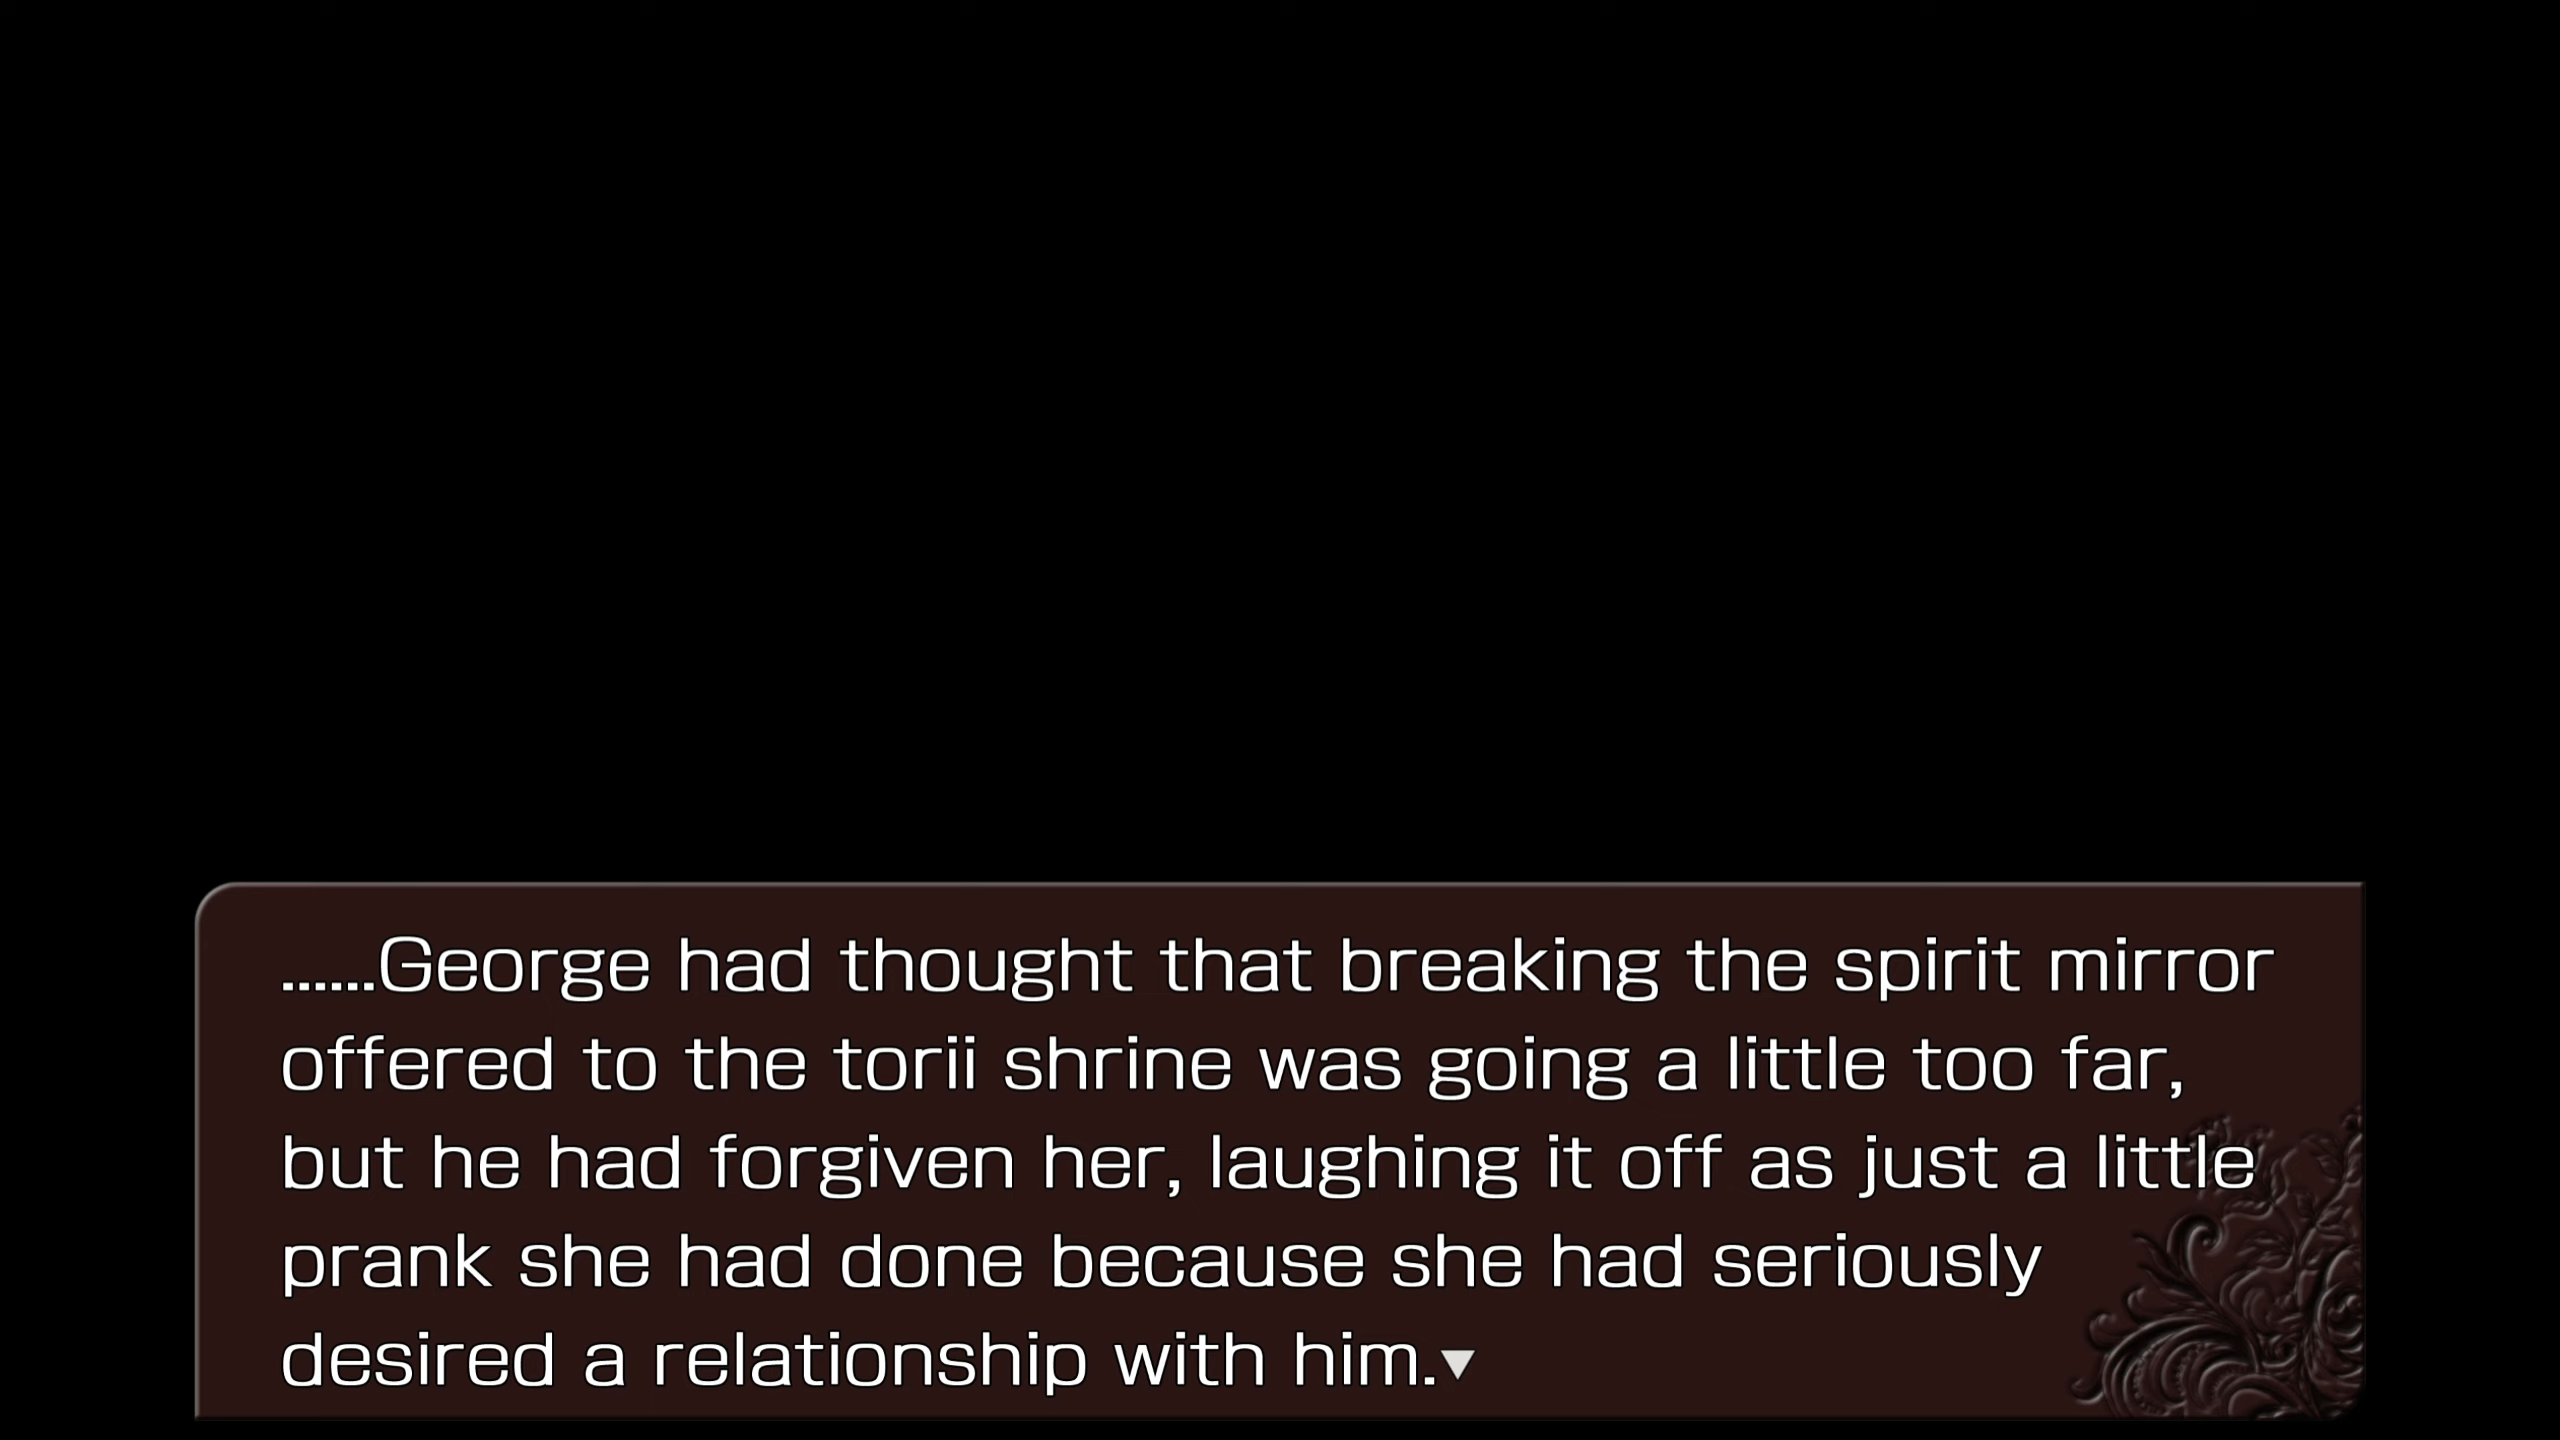 ......George had thought that breaking the spirit mirror
offered to the torii shrine was going a little too far,
but he had forgiven her, laughing it off as just a little
prank she had done because she had seriously
desired a relationship with him.